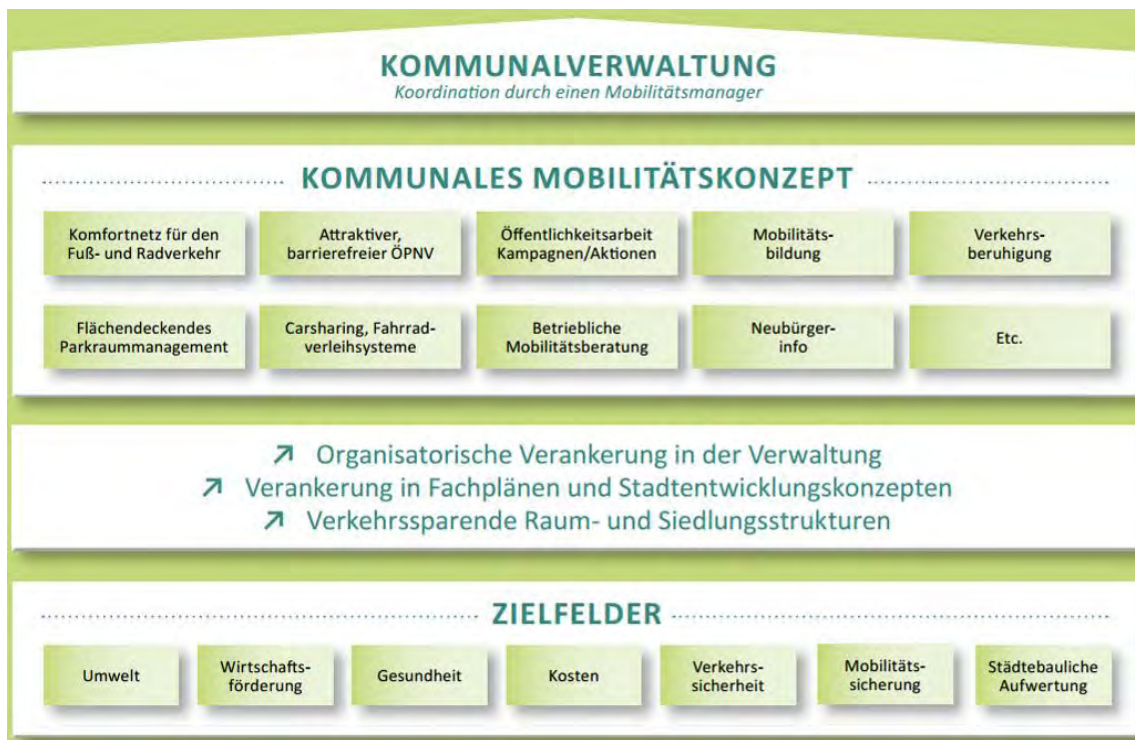 KOMMUNALVERWALTUNG
Koordination durch einen Mobilitätsmanager
KOMMUNALES MOBILITÄTSKONZEPT
Komfortnetz für den
Fuß- und Radverkehr
Attraktiver,
barrierefreier ÖPNV
Öffentlichkeitsarbeit
Kampagnen/Aktionen
Mobilitäts-
bildung
Verkehrs-
beruhigung
Flächendeckendes
Parkraummanagement
Carsharing, Fahrrad-
verleihsysteme
Betriebliche
Mobilitätsberatung
Neubürger-
info
Etc.
↗ Organisatorische Verankerung in der Verwaltung
↗ Verankerung in Fachplänen und Stadtentwicklungskonzepten
↗ Verkehrssparende Raum- und Siedlungsstrukturen
ZIELFELDER
Umwelt
Wirtschafts-
förderung
Gesundheit
Kosten
Verkehrs-
sicherheit
Mobilitäts-
sicherung
Städtebauliche
Aufwertung